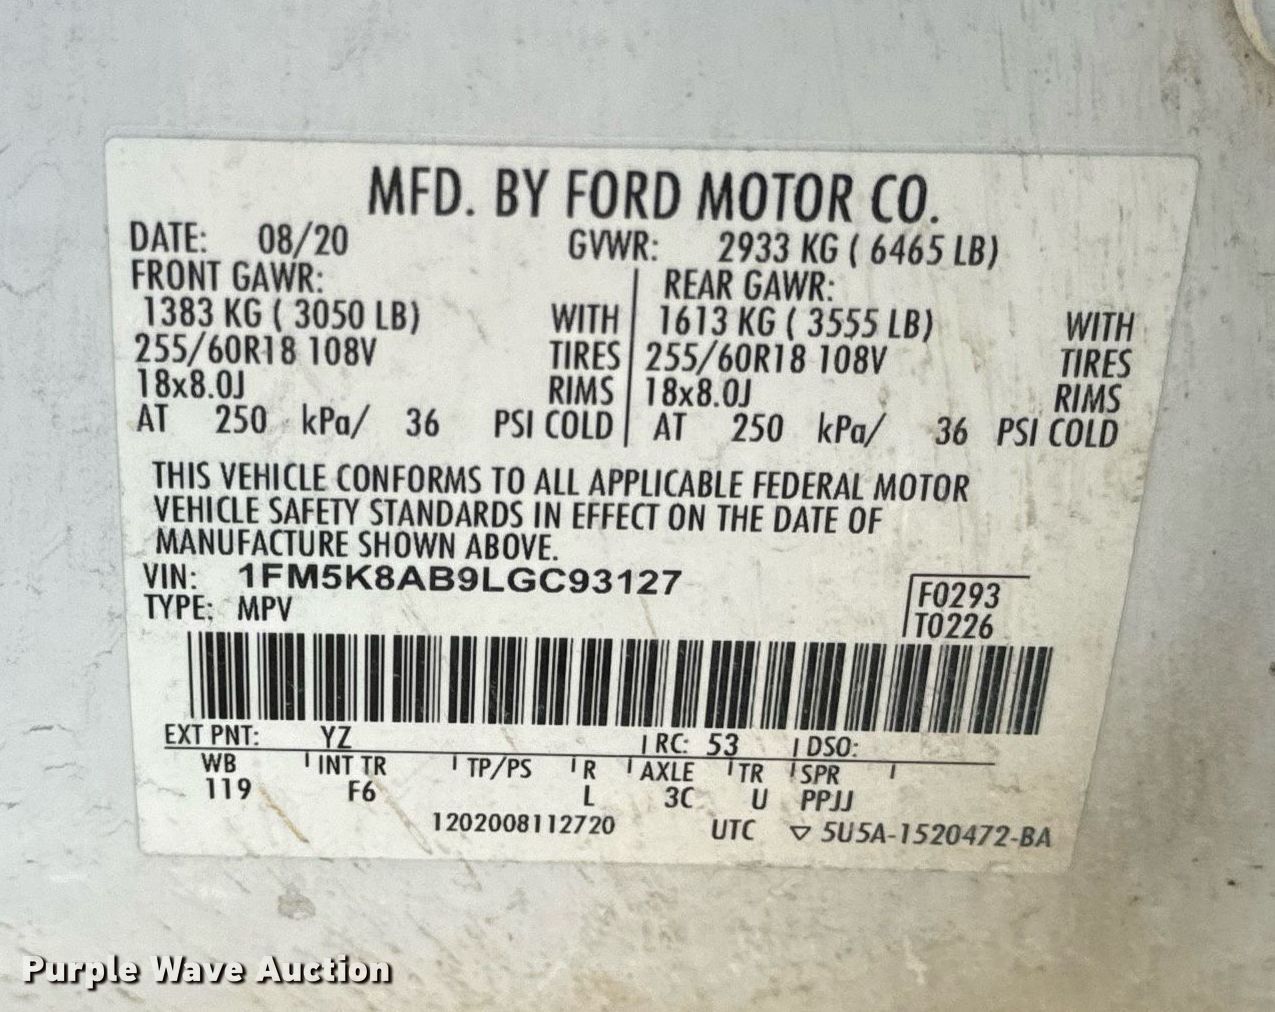 MFD. BY FORD MOTOR CO.
DATE: 08/20 GVWR: 2933 KG ( 6465 LB)
FRONT GAWR: REAR GAWR:
1383 KG ( 3050 LB) WITH 1613 KG ( 3555 LB) WITH
255/60R18 108V TIRES 255/60R18 108V TIRES
18x8.0J RIMS 18x8.0J RIMS
AT 250 kPa/ 36 PSI COLD AT 250 kPa/ 36 PSI COLD
THIS VEHICLE CONFORMS TO ALL APPLICABLE FEDERAL MOTOR
VEHICLE SAFETY STANDARDS IN EFFECT ON THE DATE OF
MANUFACTURE SHOWN ABOVE.
VIN: 1FM5K8AB9LGC93127 F0293
TYPE: MPV T0226
EXT PNT: YZ RC: 53 DSO:
WB INT TR TP/PS R AXLE TR SPR
119 F6 L 3C U PPJJ
1202008112720 UTC ▽ 5U5A-1520472-BA
Purple Wave Auction